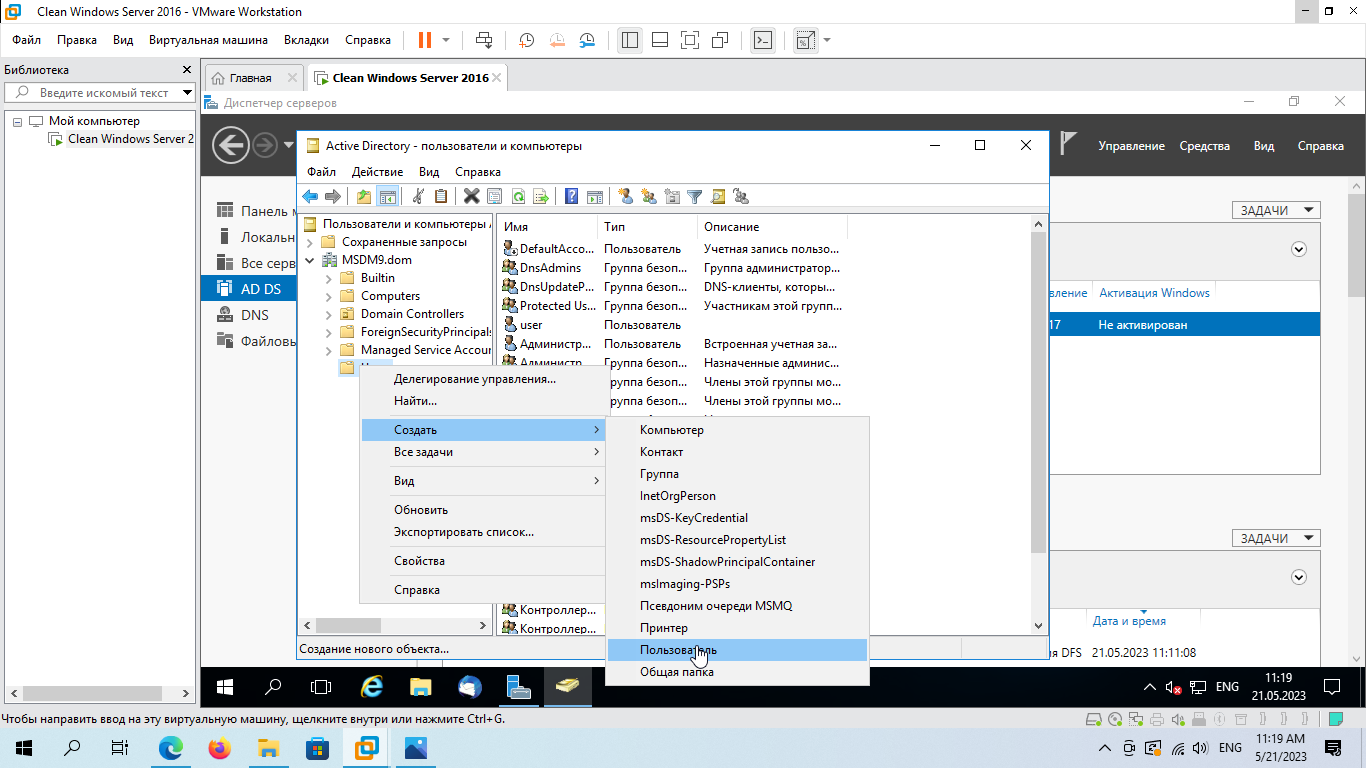 Clean Windows Server 2016 - VMware Workstation
Файл Правка Вид Виртуальная машина Вкладки Справка
Библиотека
Введите искомый текст
Мой компьютер
Clean Windows Server 2
Главная
Clean Windows Server 2016
Диспетчер серверов
Управление Средства Вид Справка
Панель
Локальн
Все серв
AD DS
DNS
Файловы
Active Directory - пользователи и компьютеры
Файл Действие Вид Справка
Пользователи и компьютеры
Сохраненные запросы
MSDM9.dom
Builtin
Computers
Domain Controllers
ForeignSecurityPrincipals
Managed Service Accour
Имя Тип Описание
DefaultAcco... Пользователь Учетная запись пользо...
DnsAdmins Группа безоп... Группа администратор...
DnsUpdateP... Группа безоп... DNS-клиенты, которы...
Protected Us... Группа безоп... Участникам этой групп...
user Пользователь
Администр... Пользователь Встроенная учетная за...
Администр... Группа безоп... Назначенные админис...
руппа безоп... Члены этой группы мо...
руппа безоп... Члены этой группы мо...
Контроллер...
Контроллер...
Делегирование управления...
Найти...
Создать
Все задачи
Вид
Обновить
Экспортировать список...
Свойства
Справка
Компьютер
Контакт
Группа
InetOrgPerson
msDS-KeyCredential
msDS-ResourcePropertyList
msDS-ShadowPrincipalContainer
msImaging-PSPs
Псевдоним очереди MSMQ
Принтер
Пользователь
Общая папка
Создание нового объекта...
ЗАДАЧИ
вление Активация Windows
17 Не активирован
ЗАДАЧИ
Дата и время
ия DFS 21.05.2023 11:11:08
ENG
11:19
21.05.2023
Чтобы направить ввод на эту виртуальную машину, щелкните внутри или нажмите Ctrl+G.
ENG
11:19 AM
5/21/2023